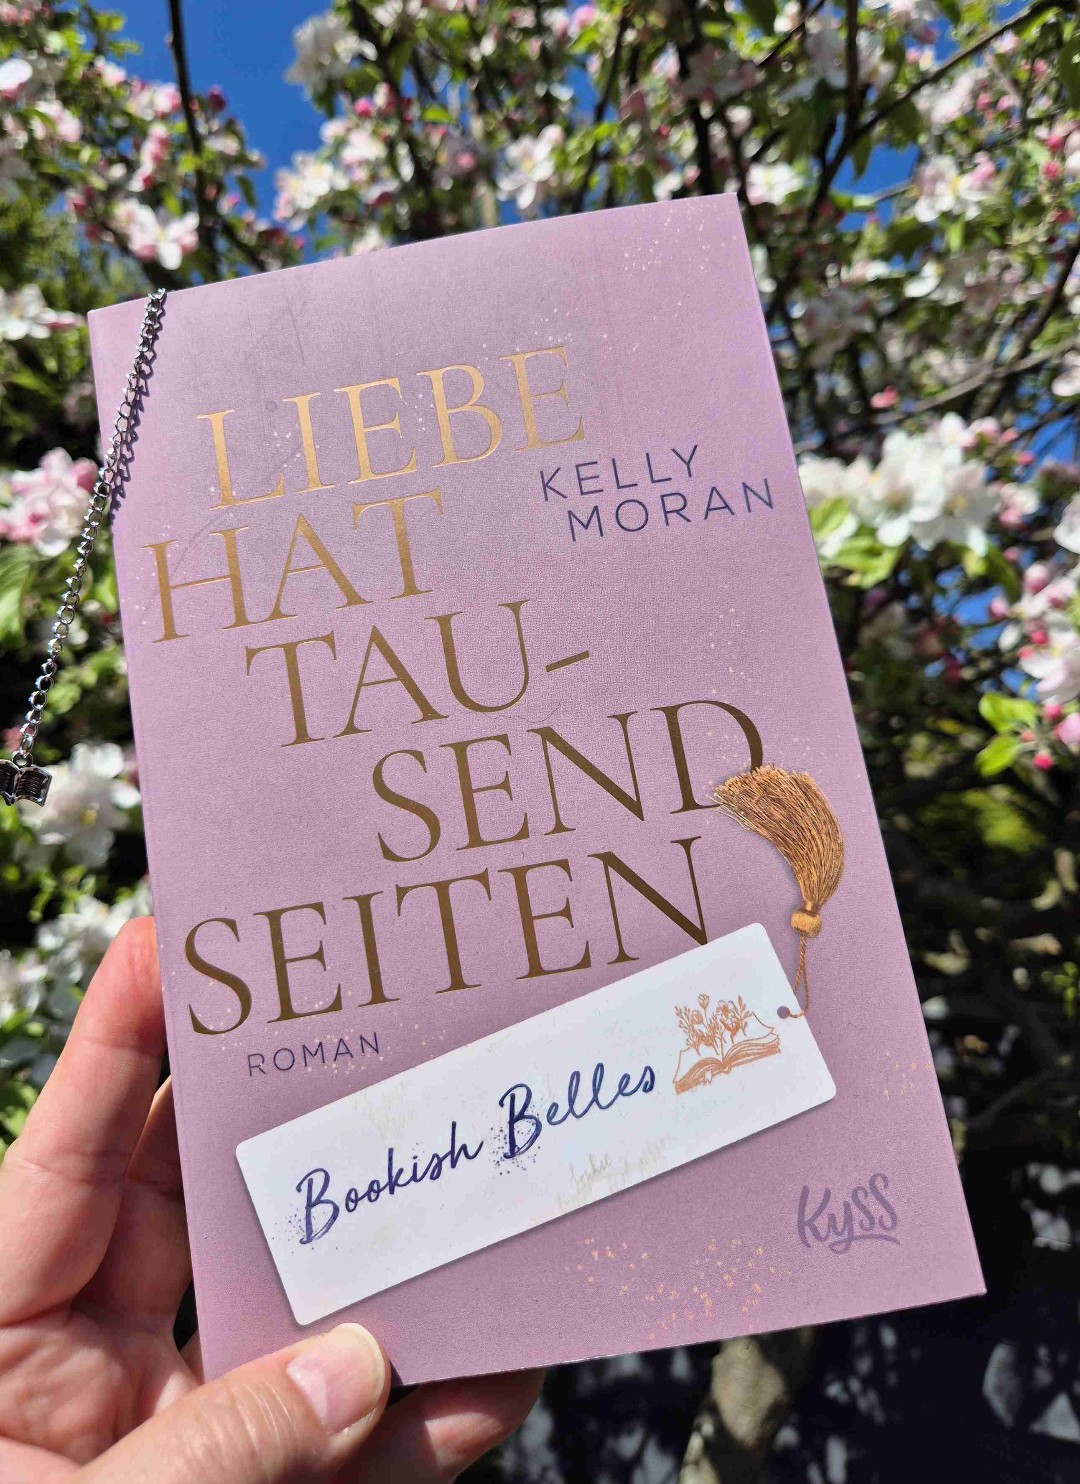 LIEBE
HAT
TAU-
SEND
SEITEN
KELLY
MORAN
ROMAN
Bookish Belles
KYSS